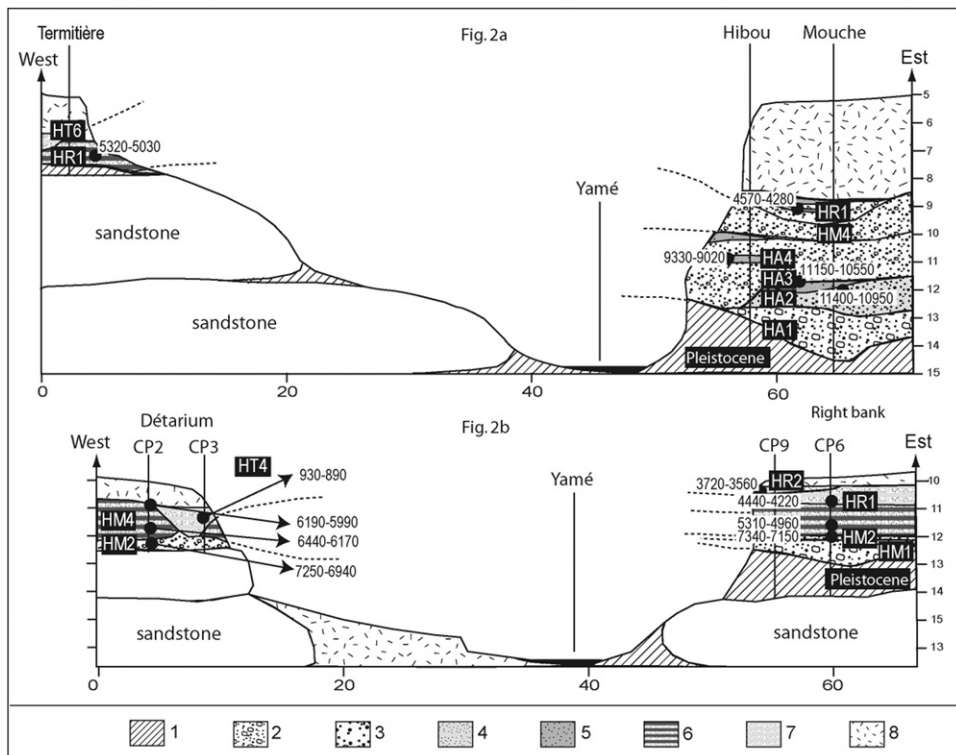 Fig. 2a
Termitière
Hibou
Mouche
West
Est
HT6
HR1
5320-5030
sandstone
sandstone
Yamé
4570-4280
HR1
HM4
9330-9020
HA4
HA3
11150-10550
HA2
11400-10950
HA1
Pleistocene
5
6
7
8
9
10
11
12
13
14
15
0
20
40
60
Fig. 2b
Détarium
Right bank
West
CP2
CP3
CP9
CP6
Est
HT4
930-890
Yamé
HM4
HM2
6190-5990
6440-6170
7250-6940
3720-3560
HR2
4440-4220
HR1
5310-4960
7340-7150
HM2
HM1
Pleistocene
sandstone
sandstone
10
11
12
13
14
15
13
0
20
40
60
1
2
3
4
5
6
7
8